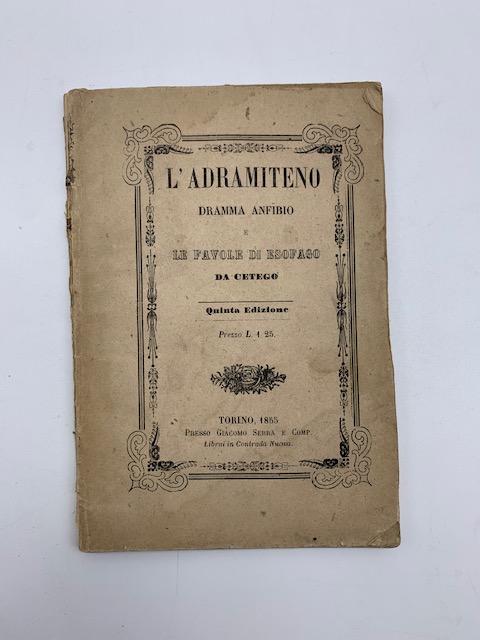 L'ADRAMITENO
DRAMMA ANFIBIO
E
LE FAVOLE DI ESOFAGO
DA CETEGO
Quinta Edizione
Prezzo L. 1 25.
TORINO, 1855
PRESSO GIACOMO SERRA E COMP.
Librai in Contrada Nuova.